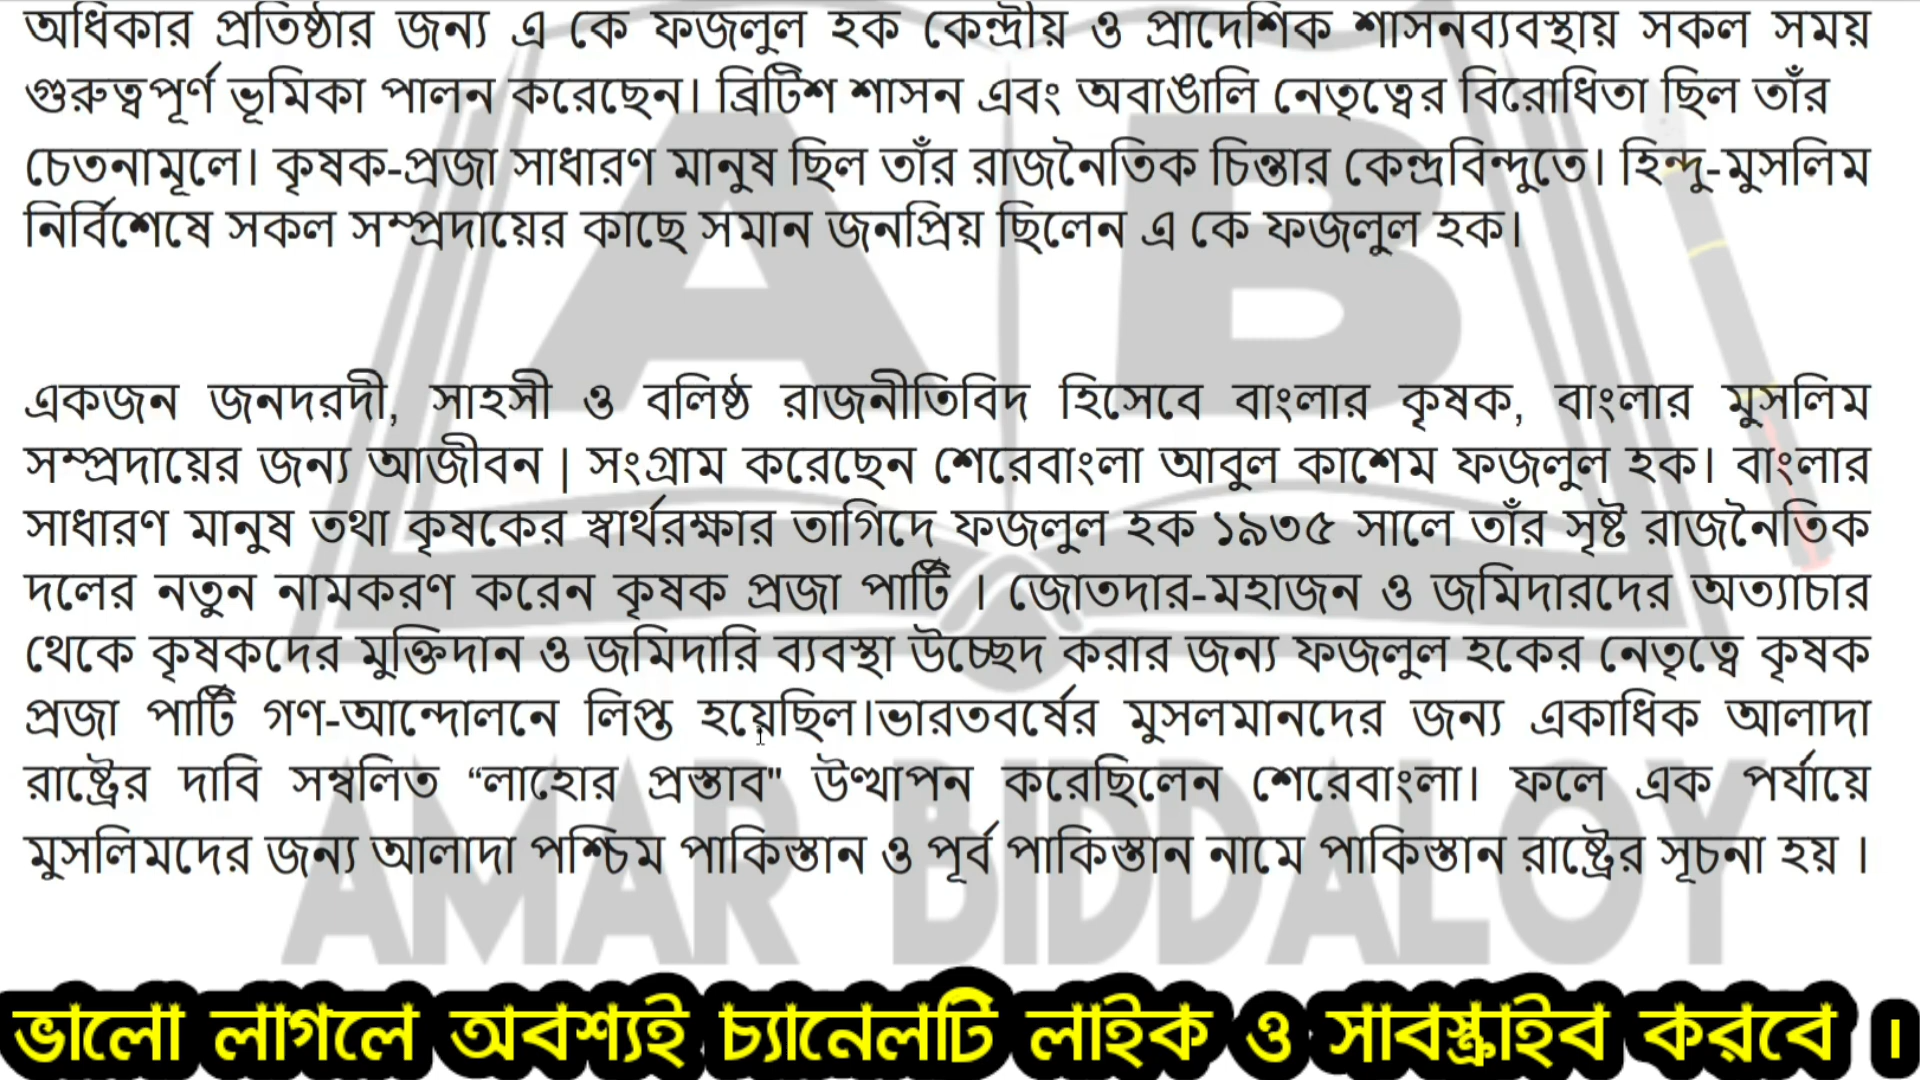 অধিকার প্রতিষ্ঠার জন্য এ কে ফজলুল হক কেন্দ্রীয় ও প্রাদেশিক শাসনব্যবস্থায় সকল সময়
গুরুত্বপূর্ণ ভূমিকা পালন করেছেন। ব্রিটিশ শাসন এবং অবাঙালি নেতৃত্বের বিরোধিতা ছিল তাঁর
চেতনামূলে। কৃষক-প্রজা সাধারণ মানুষ ছিল তাঁর রাজনৈতিক চিন্তার কেন্দ্রবিন্দুতে। হিন্দু-মুসলিম
নির্বিশেষে সকল সম্প্রদায়ের কাছে সমান জনপ্রিয় ছিলেন এ কে ফজলুল হক।
একজন জনদরদী, সাহসী ও বলিষ্ঠ রাজনীতিবিদ হিসেবে বাংলার কৃষক, বাংলার মুসলিম
সম্প্রদায়ের জন্য আজীবন | সংগ্রাম করেছেন শেরেবাংলা আবুল কাশেম ফজলুল হক। বাংলার
সাধারণ মানুষ তথা কৃষকের স্বার্থরক্ষার তাগিদে ফজলুল হক ১৯৩৫ সালে তাঁর সৃষ্ট রাজনৈতিক
দলের নতুন নামকরণ করেন কৃষক প্রজা পার্টি । জোতদার-মহাজন ও জমিদারদের অত্যাচার
থেকে কৃষকদের মুক্তিদান ও জমিদারি ব্যবস্থা উচ্ছেদ করার জন্য ফজলুল হকের নেতৃত্বে কৃষক
প্রজা পার্টি গণ-আন্দোলনে লিপ্ত হয়েছিল।ভারতবর্ষের মুসলমানদের জন্য একাধিক আলাদা
রাষ্ট্রের দাবি সম্বলিত “লাহোর প্রস্তাব" উত্থাপন করেছিলেন শেরেবাংলা। ফলে এক পর্যায়ে
মুসলিমদের জন্য আলাদা পশ্চিম পাকিস্তান ও পূর্ব পাকিস্তান নামে পাকিস্তান রাষ্ট্রের সূচনা হয় ।
A B
AMAR BIDDALOY
ভালো লাগলে অবশ্যই চ্যানেলটি লাইক ও সাবস্ক্রাইব করবে ।